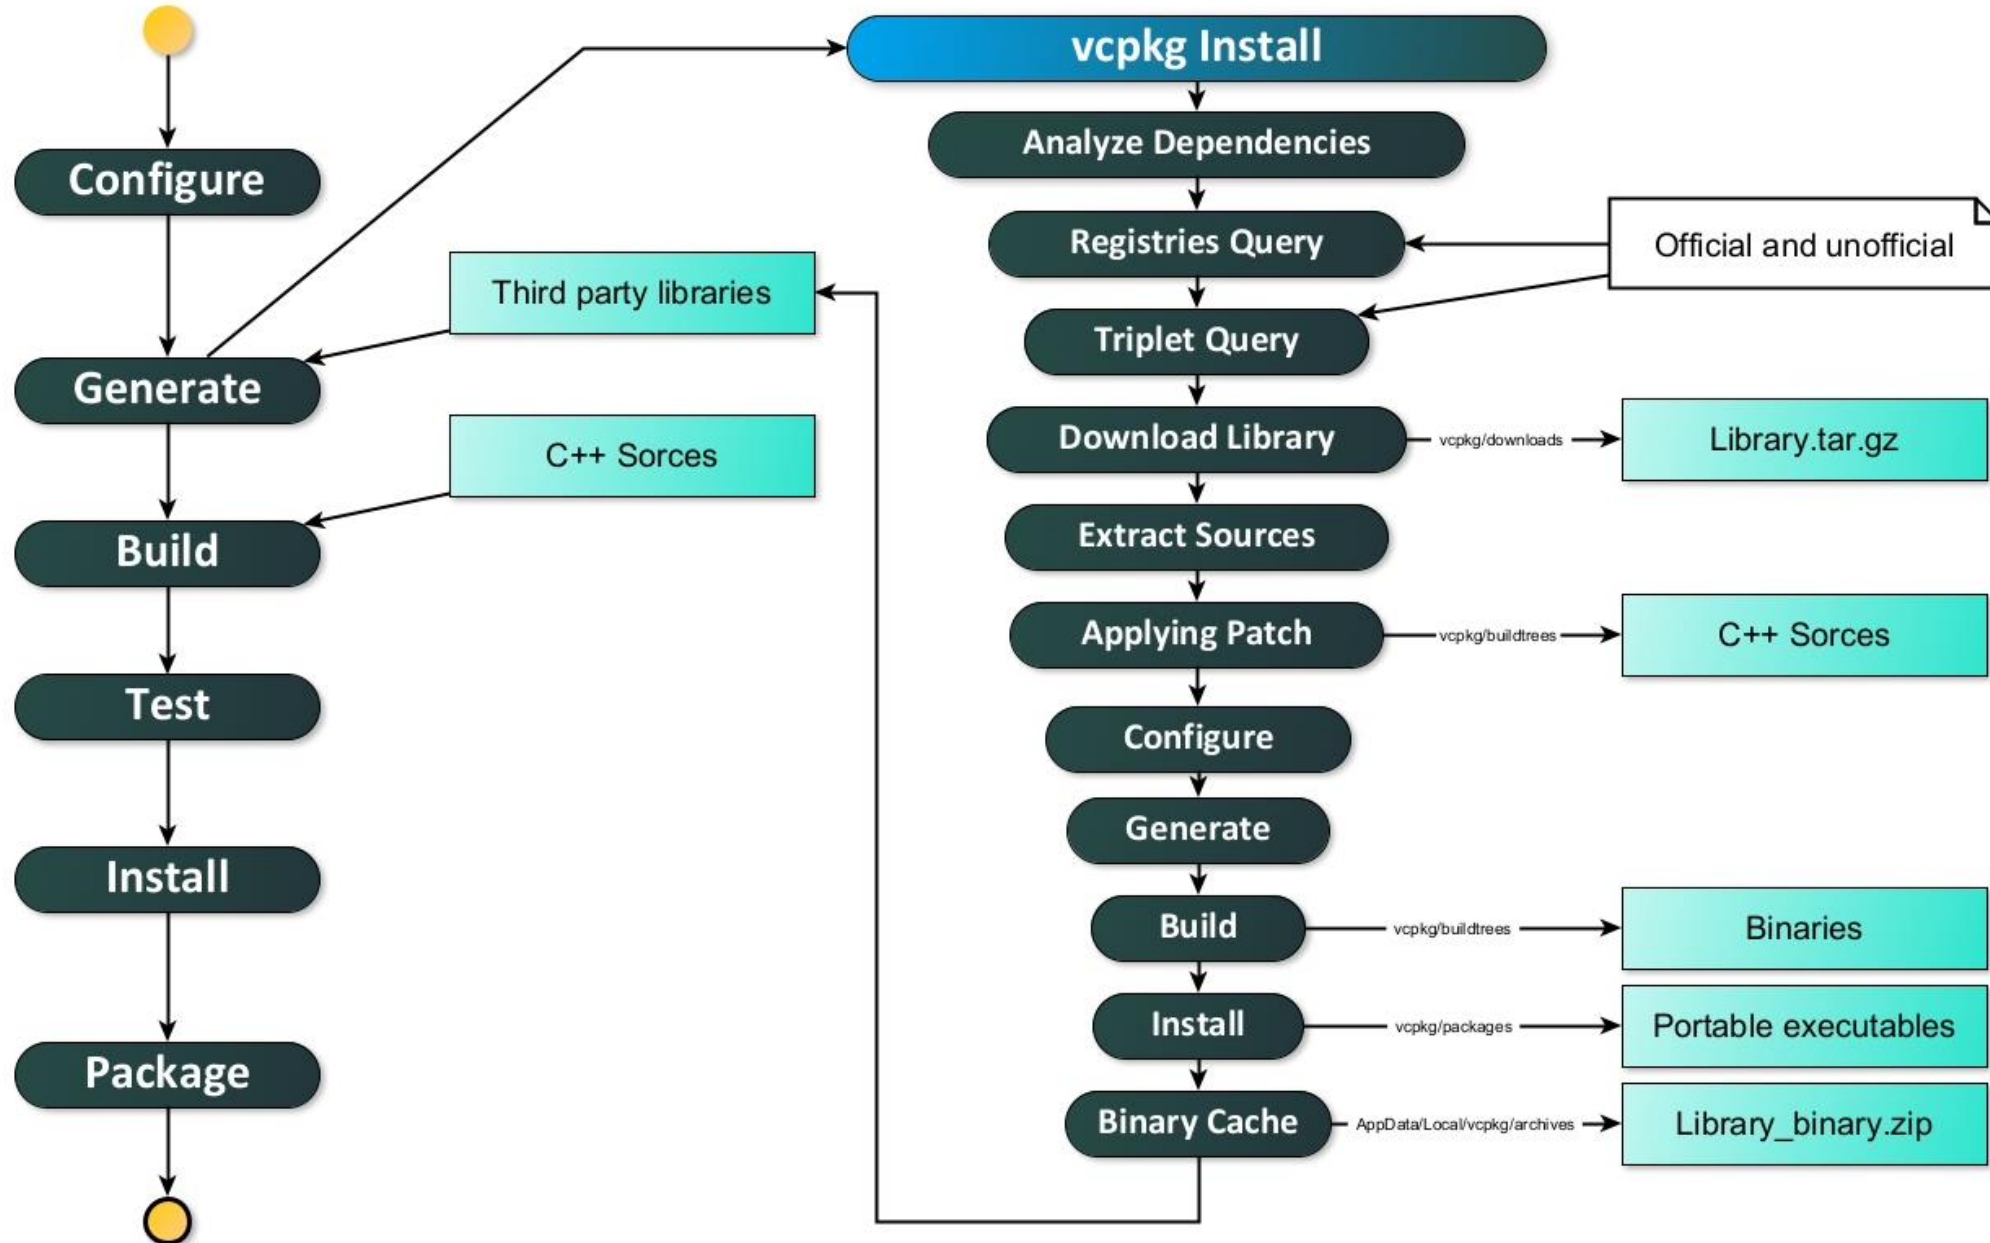 Configure
Generate
Build
Test
Install
Package
Third party libraries
C++ Sorces
vcpkg Install
Analyze Dependencies
Registries Query
Official and unofficial
Triplet Query
Download Library
vcpkg/downloads
Library.tar.gz
Extract Sources
Applying Patch
vcpkg/buildtrees
C++ Sorces
Configure
Generate
Build
vcpkg/buildtrees
Binaries
Install
vcpkg/packages
Portable executables
Binary Cache
AppData/Local/vcpkg/archives
Library_binary.zip